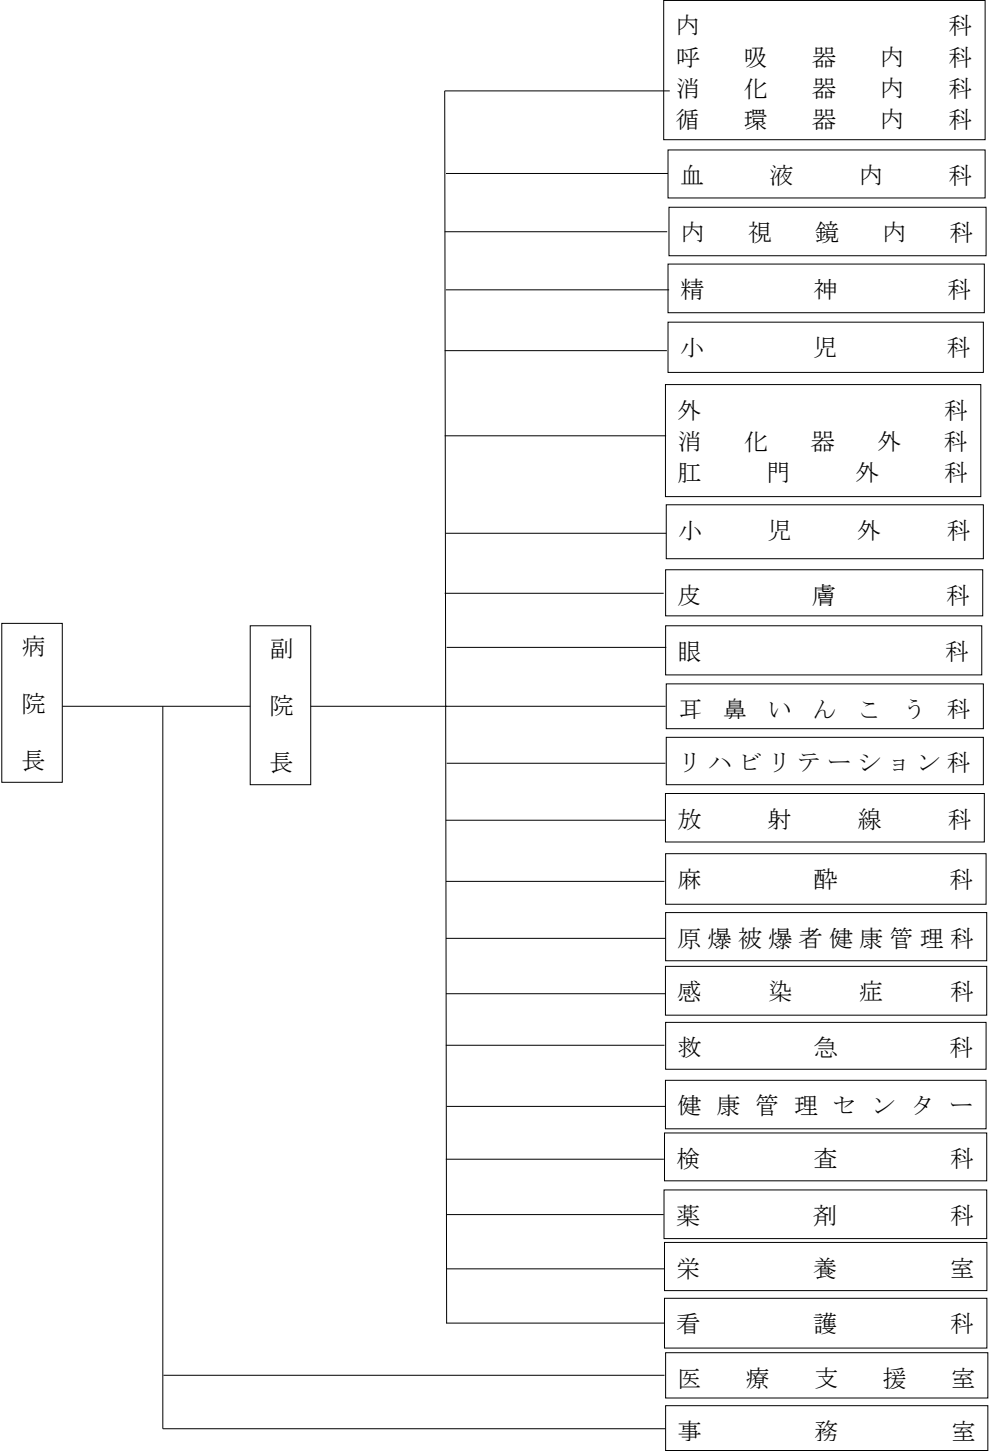 内科
呼吸器内科
消化器内科
循環器内科
血液内科
内視鏡内科
精神科
小児科
外科
消化器外科
肛門外科
小児外科
皮膚科
眼科
病院長
副院長
耳鼻いんこう科
リハビリテーション科
放射線科
麻酔科
原爆被爆者健康管理科
感染症科
救急科
健康管理センター
検査科
薬剤科
栄養室
看護科
医療支援室
事務室